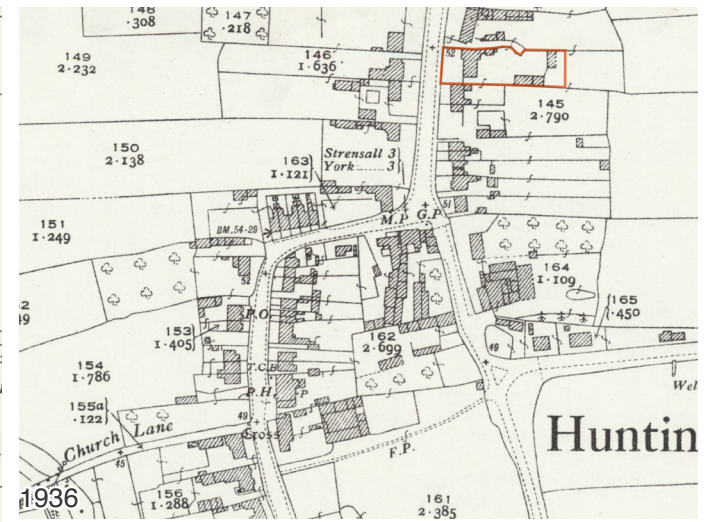 148
.308
147
.218
149
2.232
146
1.636
52
145
2.790
150
2.138
163
1.121
Strensall 3
York 3
151
1.249
BM.54.29
M.P
G.P
51
52
164
1.109
P.O.
153
1.405
165
.450
162
2.699
154
1.786
T.C.B.
49
155a
.122
P.H.
P
Wel
49
Cross
Church Lane
45
F.P.
Huntin
156
1.288
161
2.385
1936.